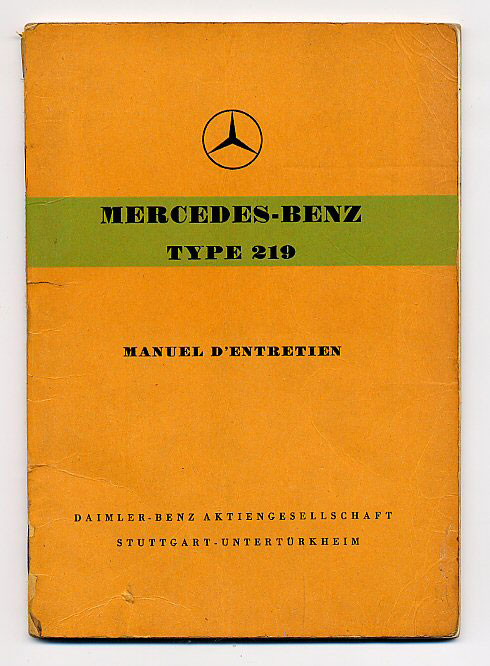 MERCEDES-BENZ
TYPE 219
MANUEL D'ENTRETIEN
DAIMLER-BENZ AKTIENGESELLSCHAFT
STUTTGART-UNTERTÜRKHEIM